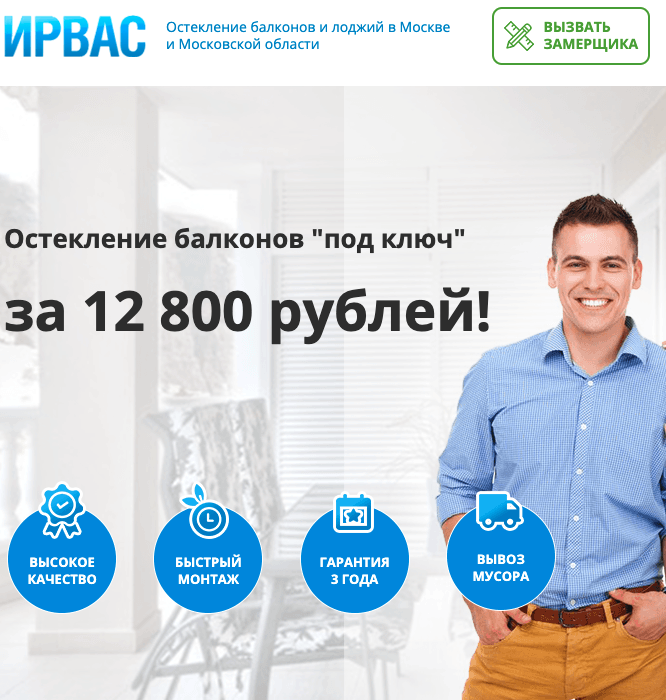 ИРВАС
Остекление балконов и лоджий в Москве
и Московской области
ВЫЗВАТЬ
ЗАМЕРЩИКА
Остекление балконов "под ключ"
за 12 800 рублей!
ВЫСОКОЕ
КАЧЕСТВО
БЫСТРЫЙ
МОНТАЖ
ГАРАНТИЯ
3 ГОДА
ВЫВОЗ
МУСОРА